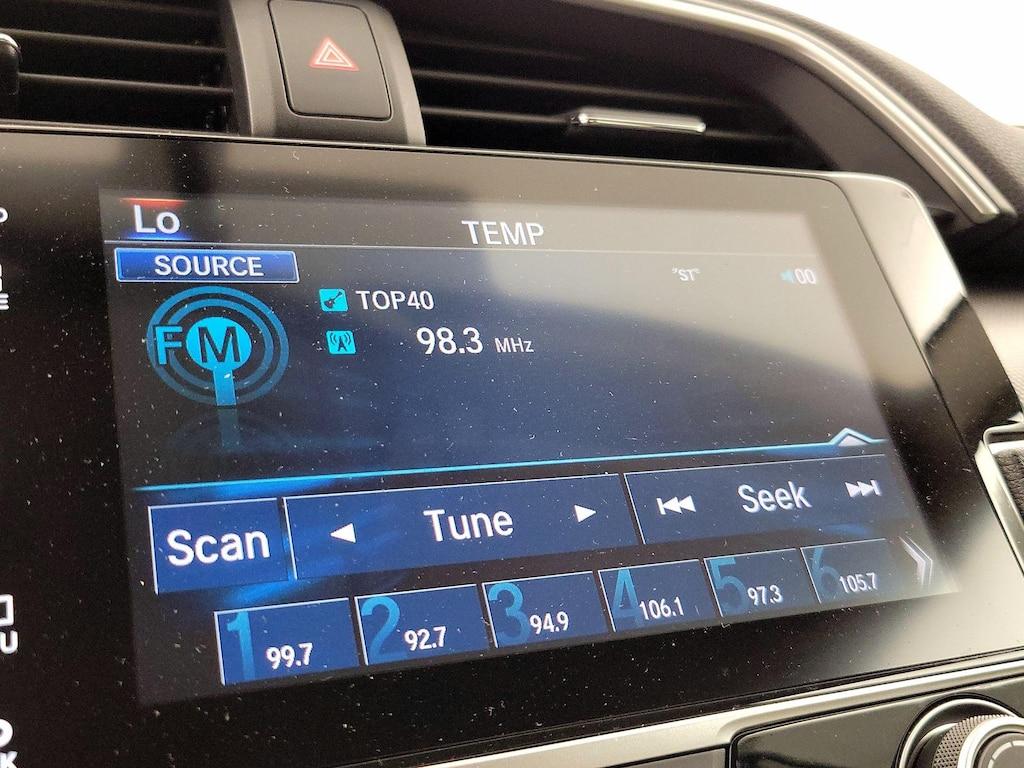 Lo
TEMP
SOURCE
"ST"
00
FM
TOP40
98.3 MHz
Scan
Tune
Seek
1 99.7
2 92.7
3 94.9
4 106.1
5 97.3
6 105.7